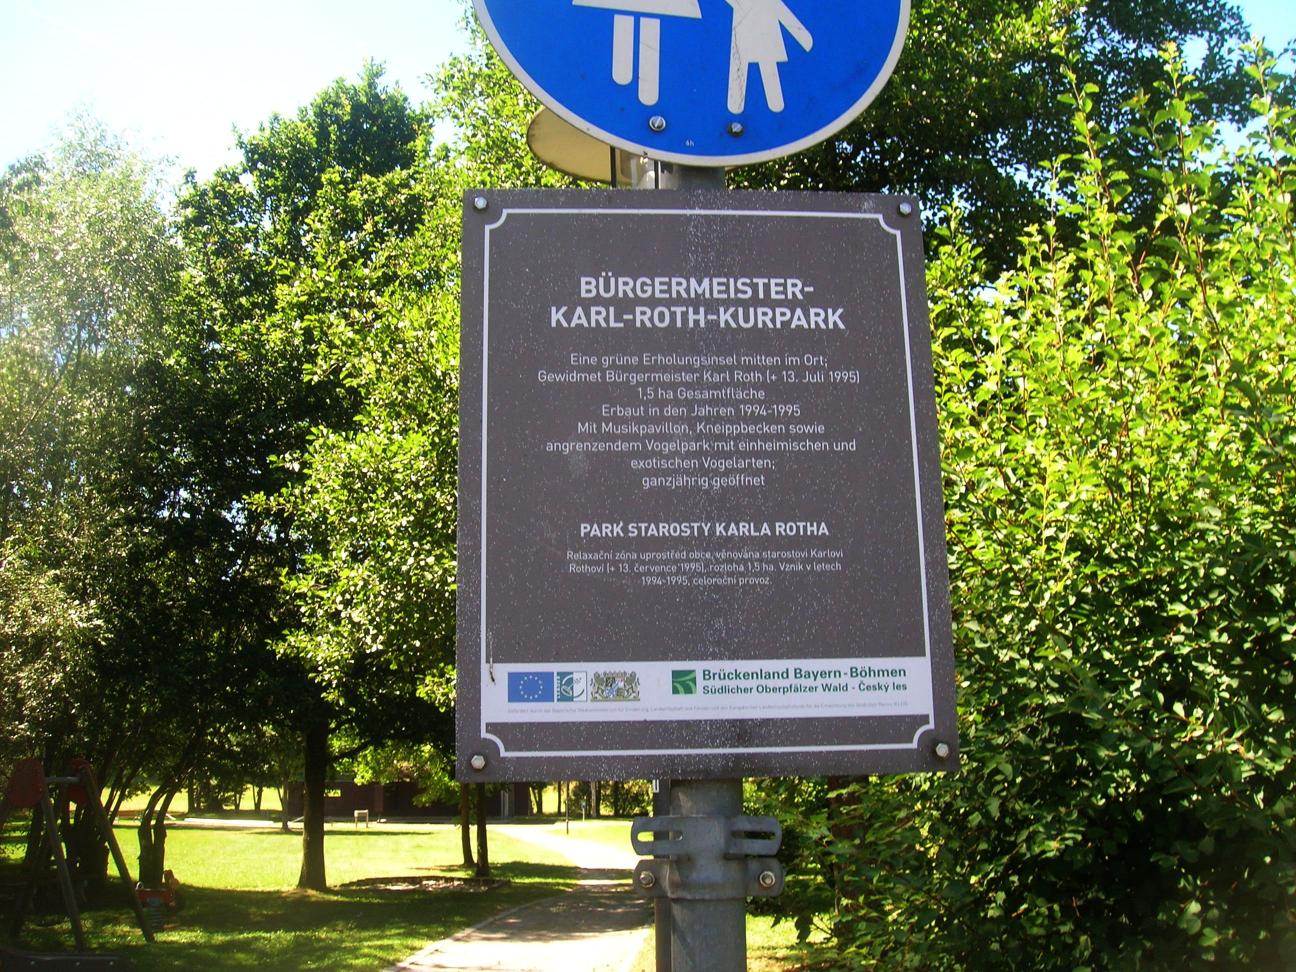 BÜRGERMEISTER-
KARL-ROTH-KURPARK
Eine grüne Erholungsinsel mitten im Ort;
Gewidmet Bürgermeister Karl Roth (+ 13. Juli 1995)
1,5 ha Gesamtfläche
Erbaut in den Jahren 1994-1995
Mit Musikpavillon, Kneippbecken sowie
angrenzendem Vogelpark mit einheimischen und
exotischen Vogelarten;
ganzjährig geöffnet
PARK STAROSTY KARLA ROTHA
Relaxační zóna uprostřed obce, věnována starostovi Karlovi
Rothovi (+ 13. července 1995), rozloha 1,5 ha. Vznik v letech
1994-1995, celoroční provoz.
Brückenland Bayern-Böhmen
Südlicher Oberpfälzer Wald - Český les